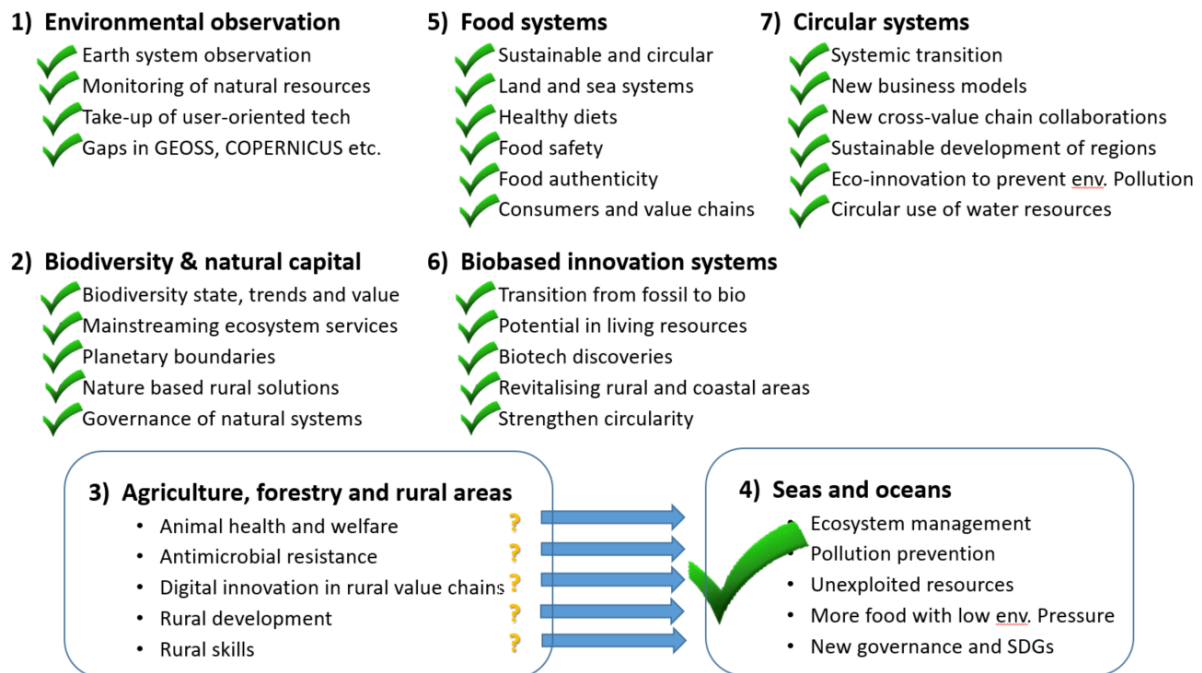 1) Environmental observation
Earth system observation
Monitoring of natural resources
Take-up of user-oriented tech
Gaps in GEOSS, COPERNICUS etc.
2) Biodiversity & natural capital
Biodiversity state, trends and value
Mainstreaming ecosystem services
Planetary boundaries
Nature based rural solutions
Governance of natural systems
5) Food systems
Sustainable and circular
Land and sea systems
Healthy diets
Food safety
Food authenticity
Consumers and value chains
6) Biobased innovation systems
Transition from fossil to bio
Potential in living resources
Biotech discoveries
Revitalising rural and coastal areas
Strengthen circularity
7) Circular systems
Systemic transition
New business models
New cross-value chain collaborations
Sustainable development of regions
Eco-innovation to prevent env. Pollution
Circular use of water resources
3) Agriculture, forestry and rural areas
• Animal health and welfare ?
• Antimicrobial resistance ?
• Digital innovation in rural value chains ?
• Rural development ?
• Rural skills ?
4) Seas and oceans
• Ecosystem management
• Pollution prevention
• Unexploited resources
• More food with low env. Pressure
• New governance and SDGs